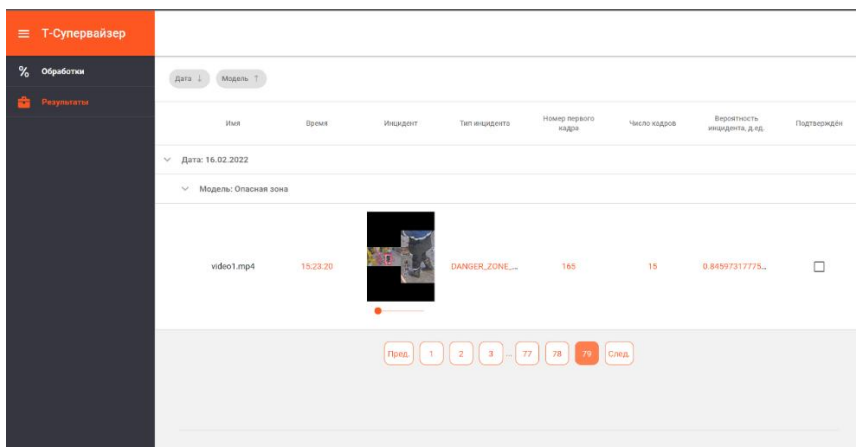 Т-Супервайзер
Обработки
Результаты
Дата ↓ Модель ↑
Имя Время Инцидент Тип инцидента Номер первого кадра Число кадров Вероятность инцидента, д.ед. Подтверждён
Дата: 16.02.2022
Модель: Опасная зона
video1.mp4 15:23:20 DANGER_ZONE_... 165 15 0.84597317775...
Пред. 1 2 3 ... 77 78 79 След.